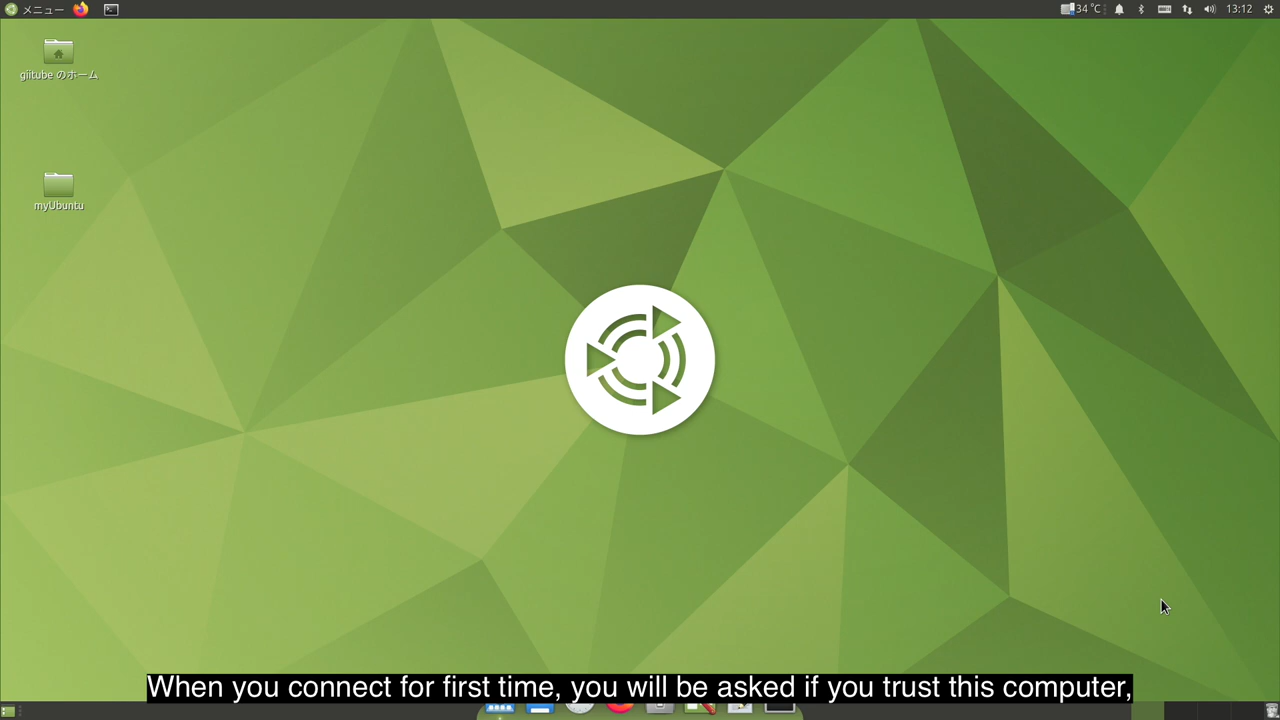 メニュー
34 ℃
13:12
giitube のホーム
myUbuntu
When you connect for first time, you will be asked if you trust this computer,